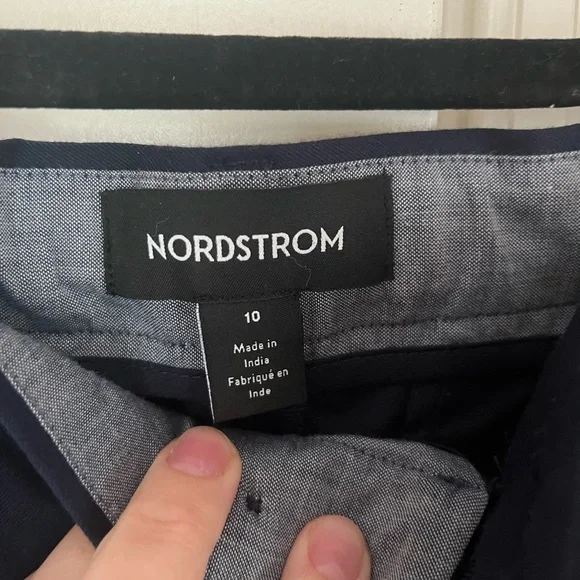 NORDSTROM
10
Made in
India
Fabriqué en
Inde